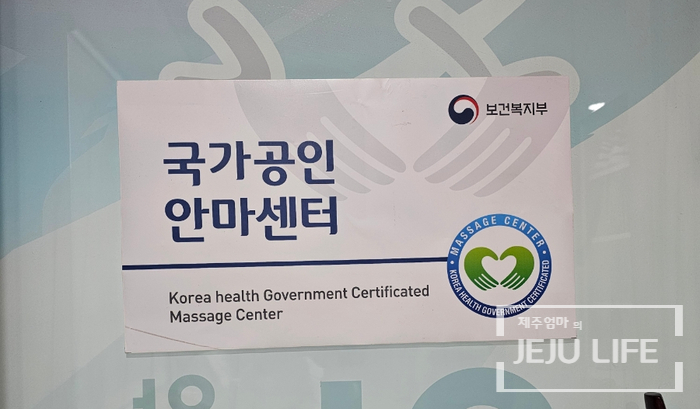 보건복지부
국가공인
안마센터
Korea health Government Certificated
Massage Center
MASSAGE CENTER
KOREA HEALTH GOVERNMENT CERTIFICATED
제주엄마 의
JEJU LIFE